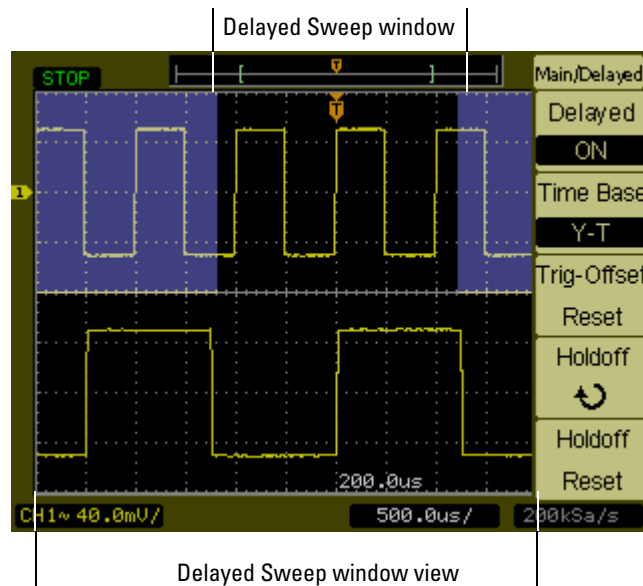 Delayed Sweep window
STOP
T
Main/Delayed
T
Delayed
ON
1
Time Base
Y-T
Trig-Offset
Reset
Holdoff
Holdoff
200.0us
Reset
CH1~ 40.0mV/
500.0us/
200kSa/s
Delayed Sweep window view